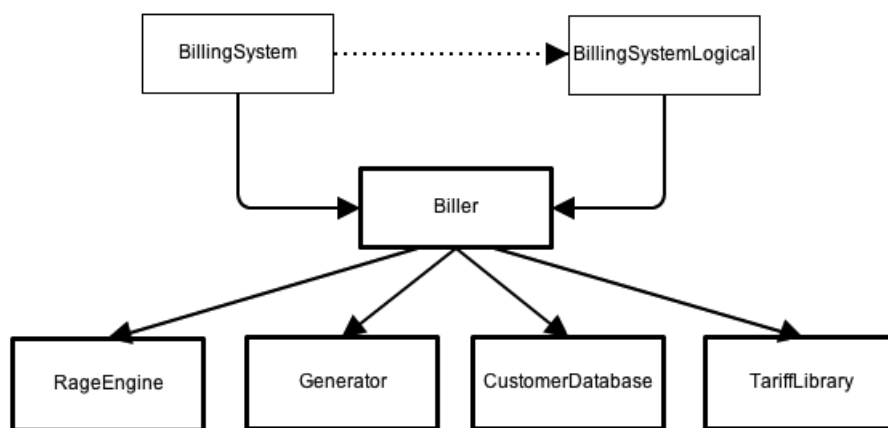 BillingSystem
BillingSystemLogical
Biller
RageEngine
Generator
CustomerDatabase
TariffLibrary